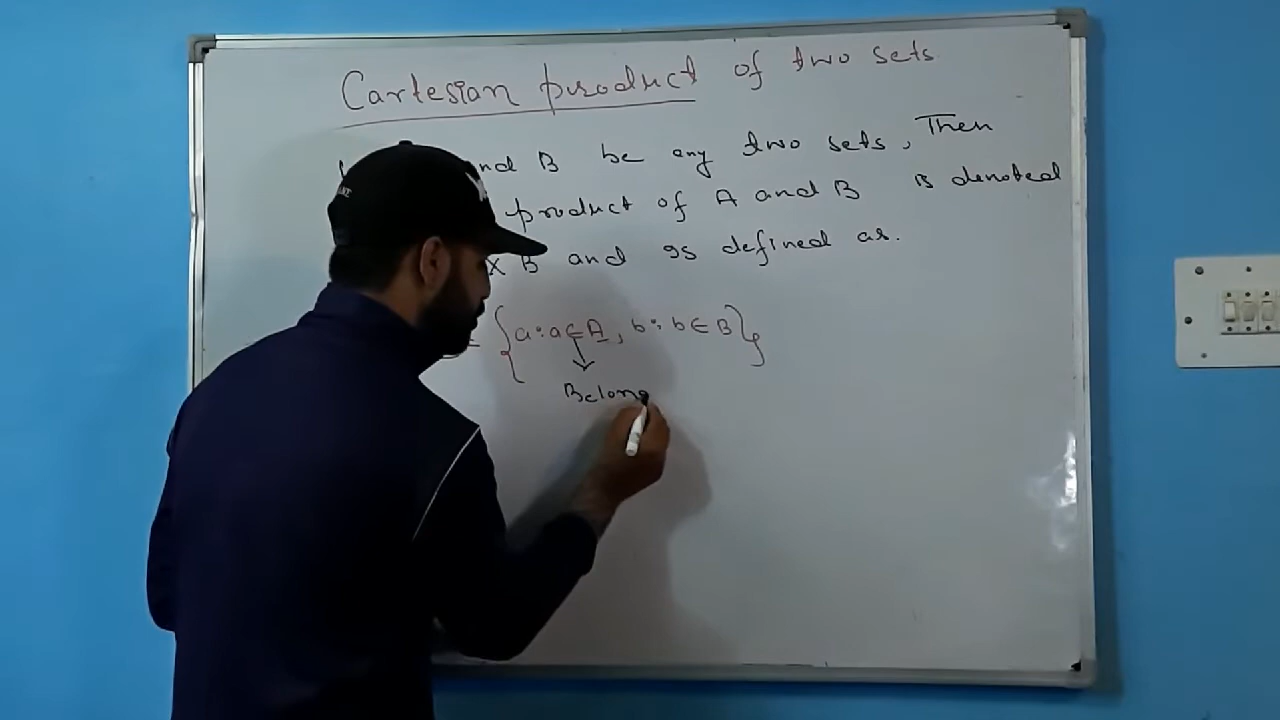 Cartesian product of two sets
nd B be any two sets, Then
product of A and B is denoted
X B and is defined as.
= {a : a ∈ A, b : b ∈ B}
Belong